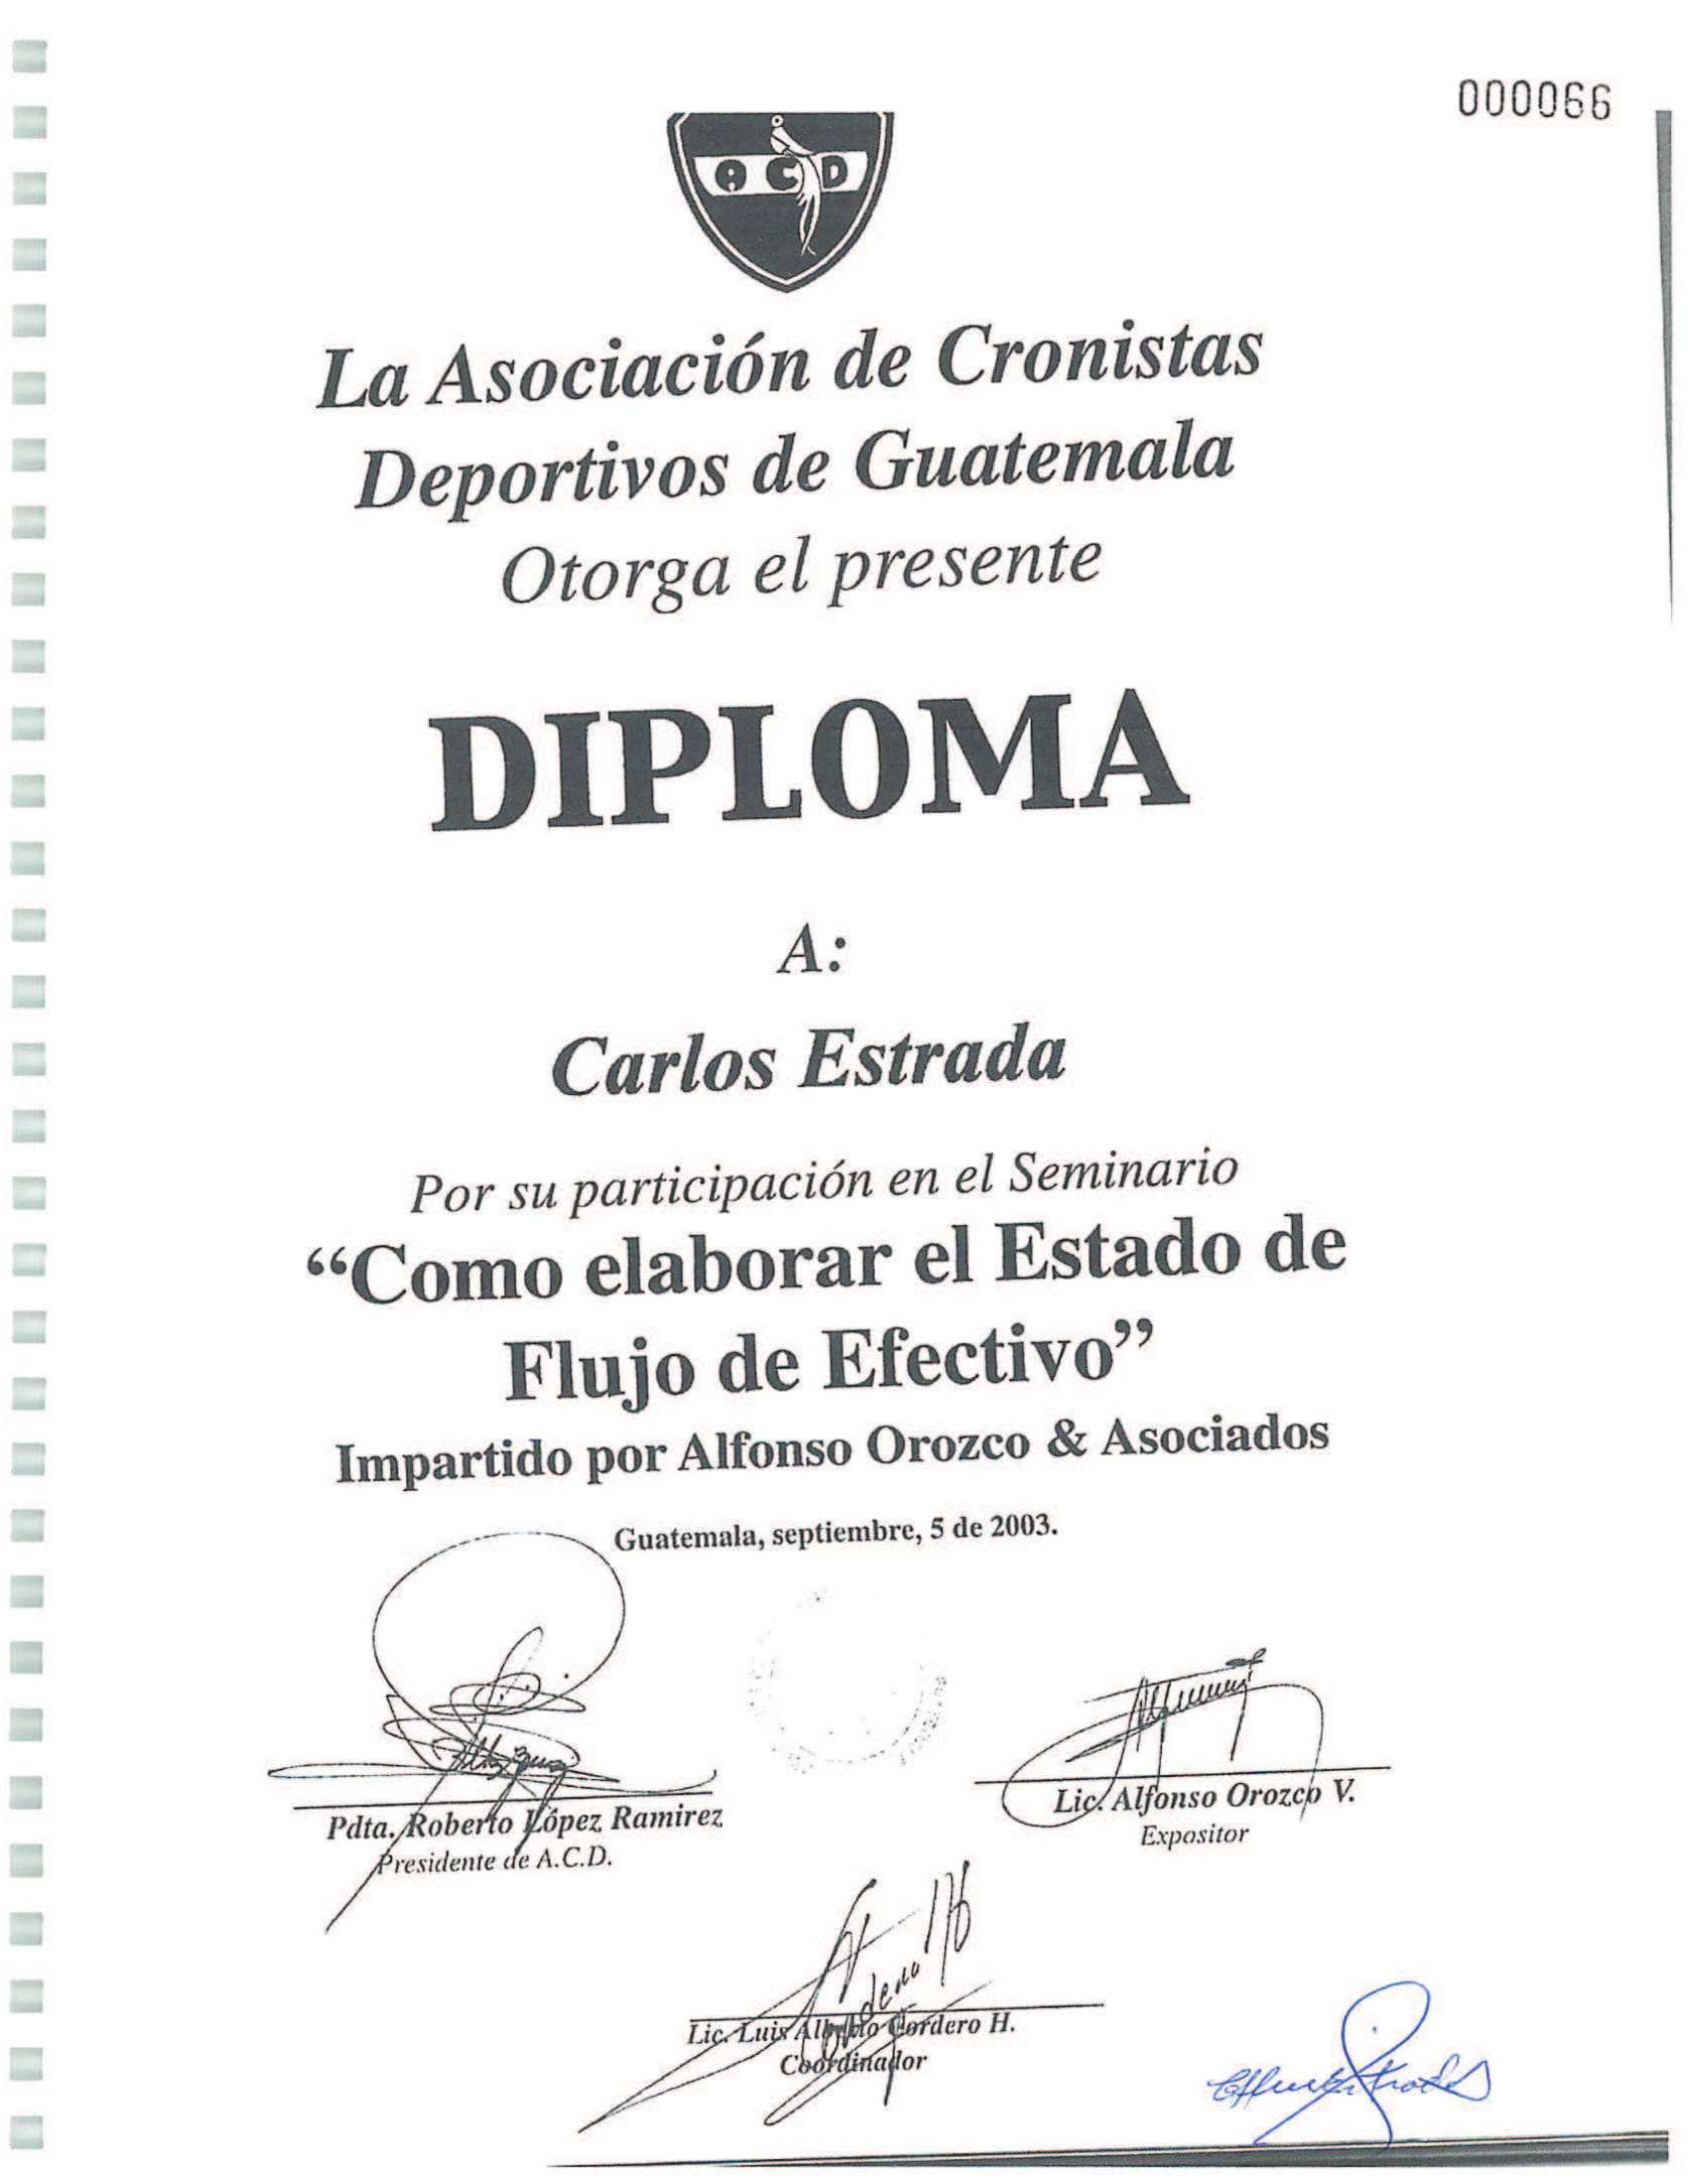 000066
ACD
La Asociación de Cronistas
Deportivos de Guatemala
Otorga el presente
DIPLOMA
A:
Carlos Estrada
Por su participación en el Seminario
“Como elaborar el Estado de
Flujo de Efectivo”
Impartido por Alfonso Orozco & Asociados
Guatemala, septiembre, 5 de 2003.
Pdta. Roberto López Ramirez
Presidente de A.C.D.
Lic. Alfonso Orozco V.
Expositor
Lic. Luis Alberto Cordero H.
Coordinador